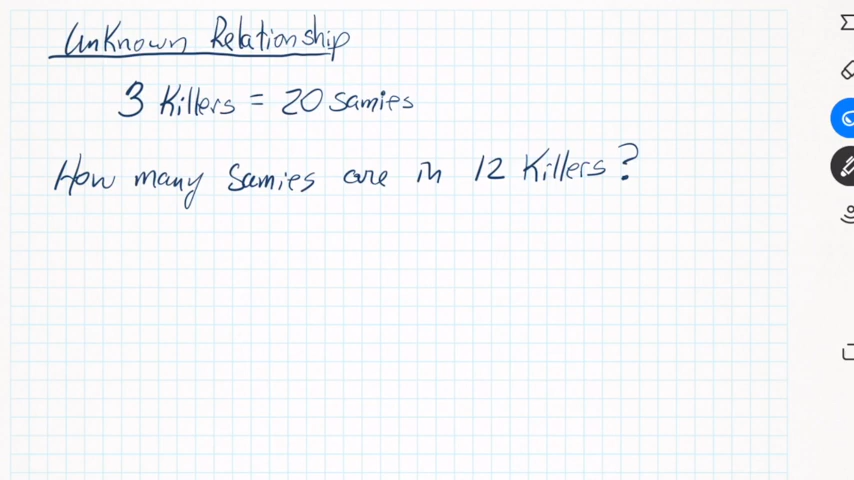 Unknown Relationship
3 Killers = 20 Samies
How many Samies are in 12 Killers?